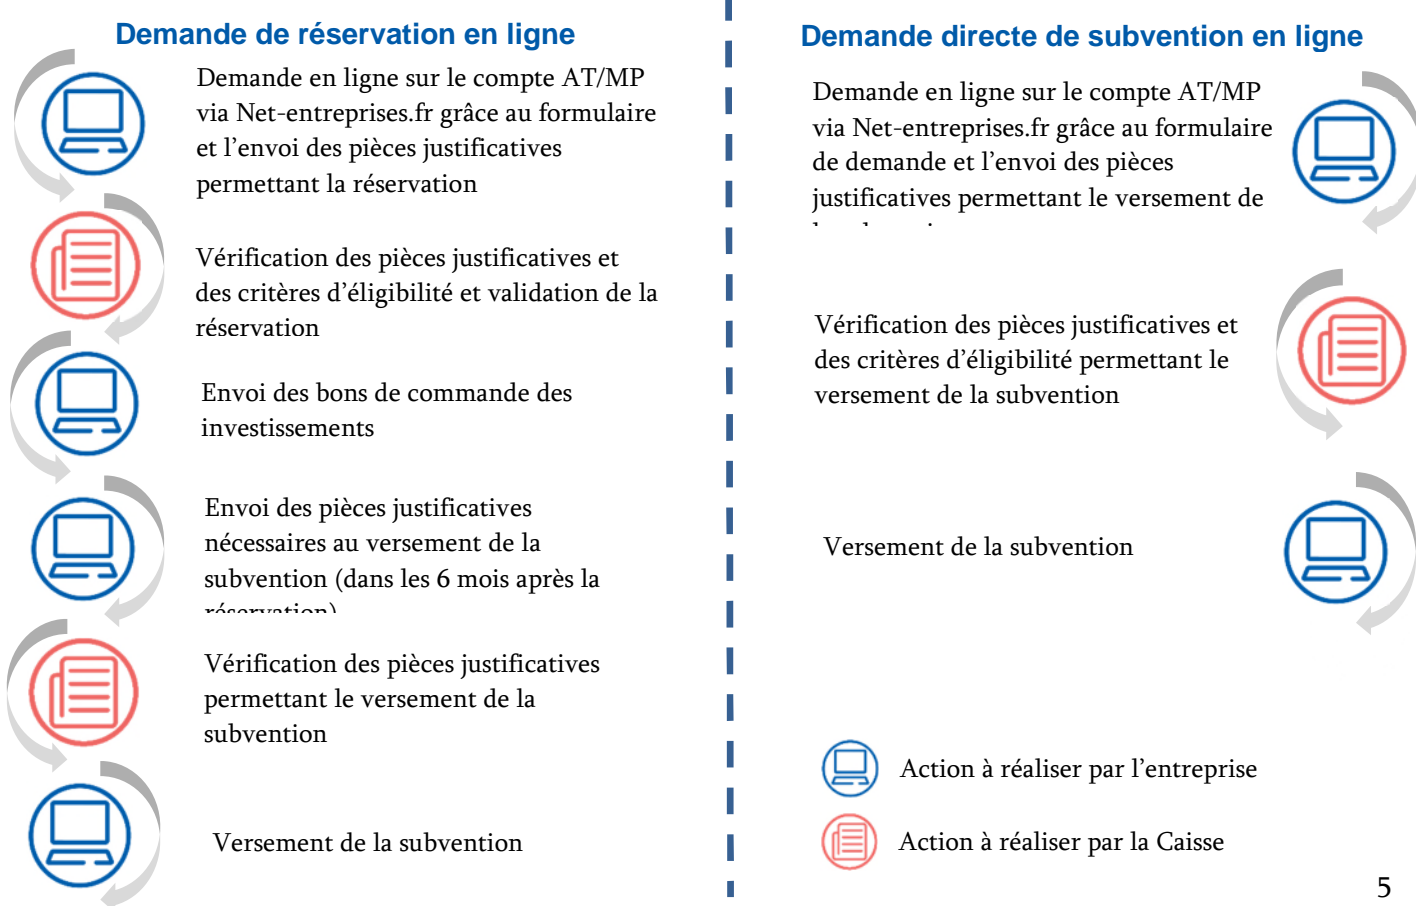 Demande de réservation en ligne
Demande en ligne sur le compte AT/MP
via Net-entreprises.fr grâce au formulaire
et l'envoi des pièces justificatives
permettant la réservation
Vérification des pièces justificatives et
des critères d'éligibilité et validation de la
réservation
Envoi des bons de commande des
investissements
Envoi des pièces justificatives
nécessaires au versement de la
subvention (dans les 6 mois après la
réservation)
Vérification des pièces justificatives
permettant le versement de la
subvention
Versement de la subvention
Demande directe de subvention en ligne
Demande en ligne sur le compte AT/MP
via Net-entreprises.fr grâce au formulaire
de demande et l'envoi des pièces
justificatives permettant le versement de
Vérification des pièces justificatives et
des critères d'éligibilité permettant le
versement de la subvention
Versement de la subvention
Action à réaliser par l'entreprise
Action à réaliser par la Caisse
5